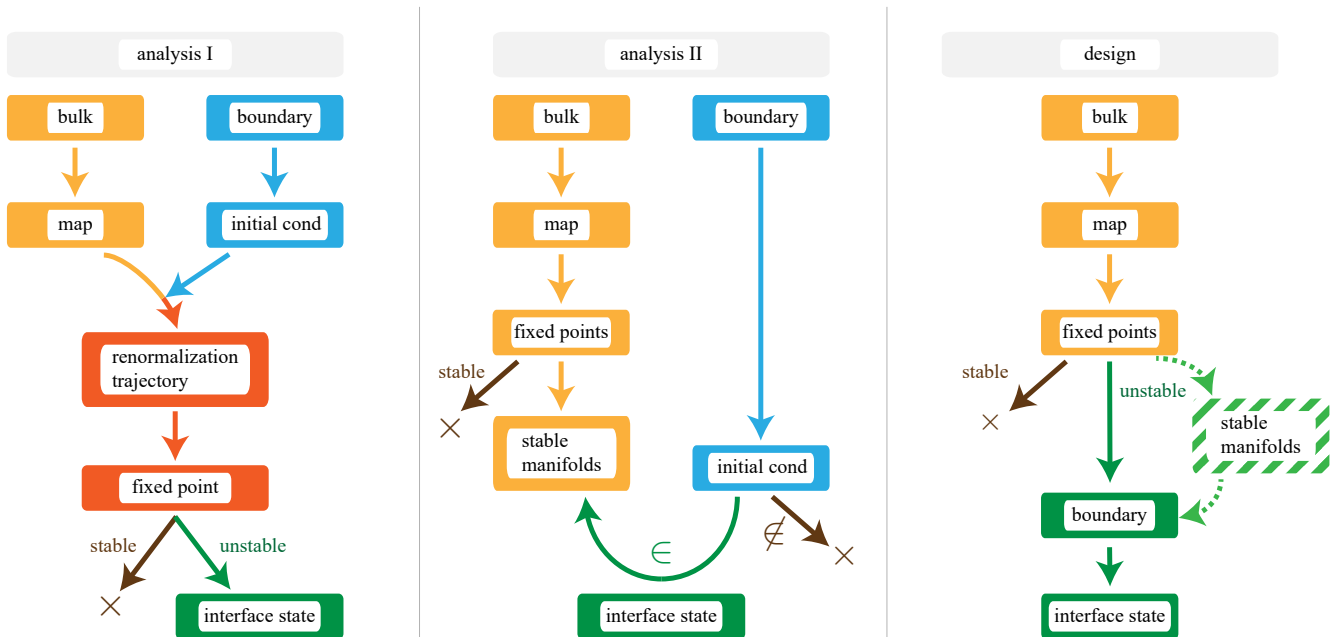 analysis I
bulk
boundary
map
initial cond
renormalization
trajectory
fixed point
stable
unstable
×
interface state
analysis II
bulk
boundary
map
fixed points
stable
×
stable
manifolds
initial cond
∈
∉
×
interface state
design
bulk
map
fixed points
stable
×
unstable
stable
manifolds
boundary
interface state